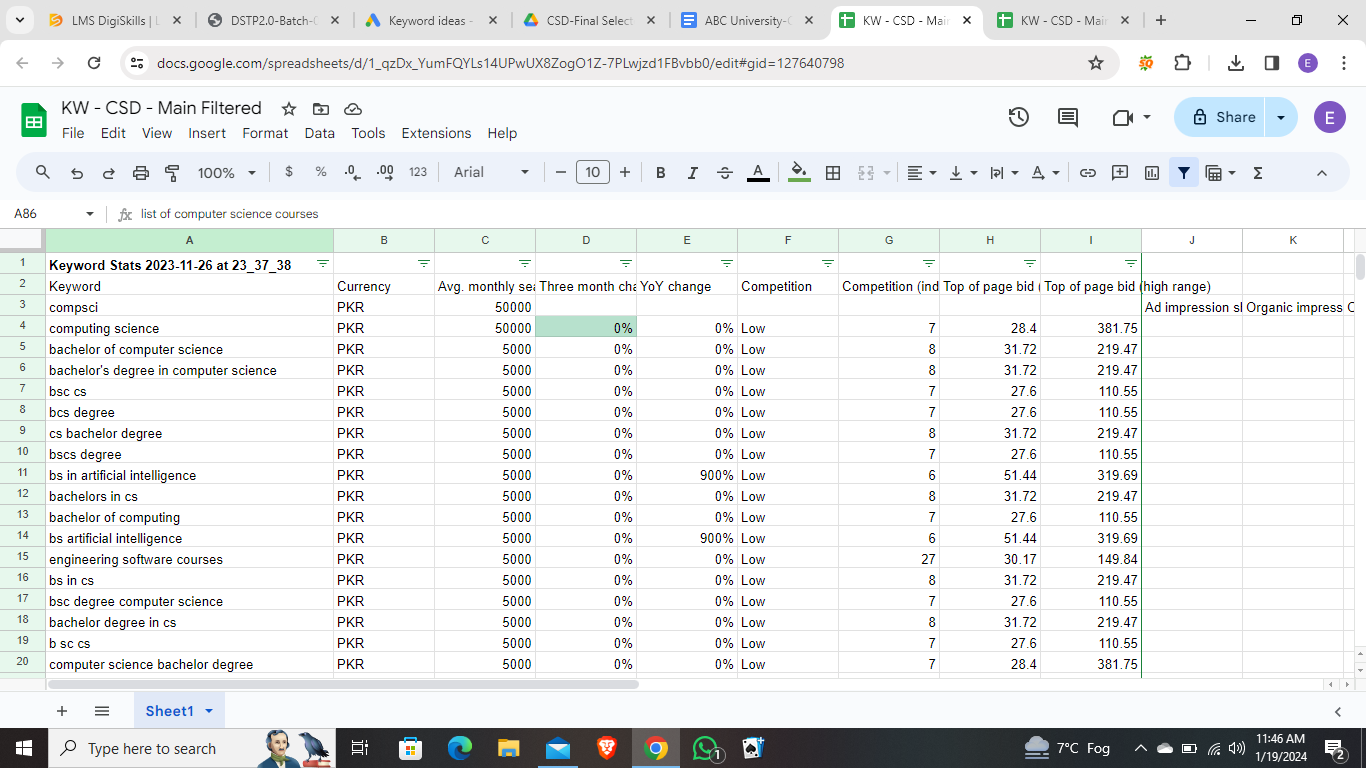 LMS DigiSkills | L
DSTP2.0-Batch-0
Keyword ideas -
CSD-Final Select
ABC University-C
KW - CSD - Main
KW - CSD - Mai
docs.google.com/spreadsheets/d/1_qzDx_YumFQYLs14UPwUX8ZogO1Z-7PLwjzd1FBvbb0/edit#gid=127640798
E
KW - CSD - Main Filtered
File Edit View Insert Format Data Tools Extensions Help
Share
E
100% $ % .0 .00 123 Arial 10 B I S A
A86 fx list of computer science courses
A B C D E F G H I J K
1 Keyword Stats 2023-11-26 at 23_37_38
2 Keyword Currency Avg. monthly sea Three month cha YoY change Competition Competition (ind Top of page bid ( Top of page bid (high range)
3 compsci PKR 50000 Ad impression sl Organic impress C
4 computing science PKR 50000 0% 0% Low 7 28.4 381.75
5 bachelor of computer science PKR 5000 0% 0% Low 8 31.72 219.47
6 bachelor's degree in computer science PKR 5000 0% 0% Low 8 31.72 219.47
7 bsc cs PKR 5000 0% 0% Low 7 27.6 110.55
8 bcs degree PKR 5000 0% 0% Low 7 27.6 110.55
9 cs bachelor degree PKR 5000 0% 0% Low 8 31.72 219.47
10 bscs degree PKR 5000 0% 0% Low 7 27.6 110.55
11 bs in artificial intelligence PKR 5000 0% 900% Low 6 51.44 319.69
12 bachelors in cs PKR 5000 0% 0% Low 8 31.72 219.47
13 bachelor of computing PKR 5000 0% 0% Low 7 27.6 110.55
14 bs artificial intelligence PKR 5000 0% 900% Low 6 51.44 319.69
15 engineering software courses PKR 5000 0% 0% Low 27 30.17 149.84
16 bs in cs PKR 5000 0% 0% Low 8 31.72 219.47
17 bsc degree computer science PKR 5000 0% 0% Low 7 27.6 110.55
18 bachelor degree in cs PKR 5000 0% 0% Low 8 31.72 219.47
19 b sc cs PKR 5000 0% 0% Low 7 27.6 110.55
20 computer science bachelor degree PKR 5000 0% 0% Low 7 28.4 381.75
Sheet1
Type here to search
1
7°C Fog
11:46 AM
1/19/2024
2